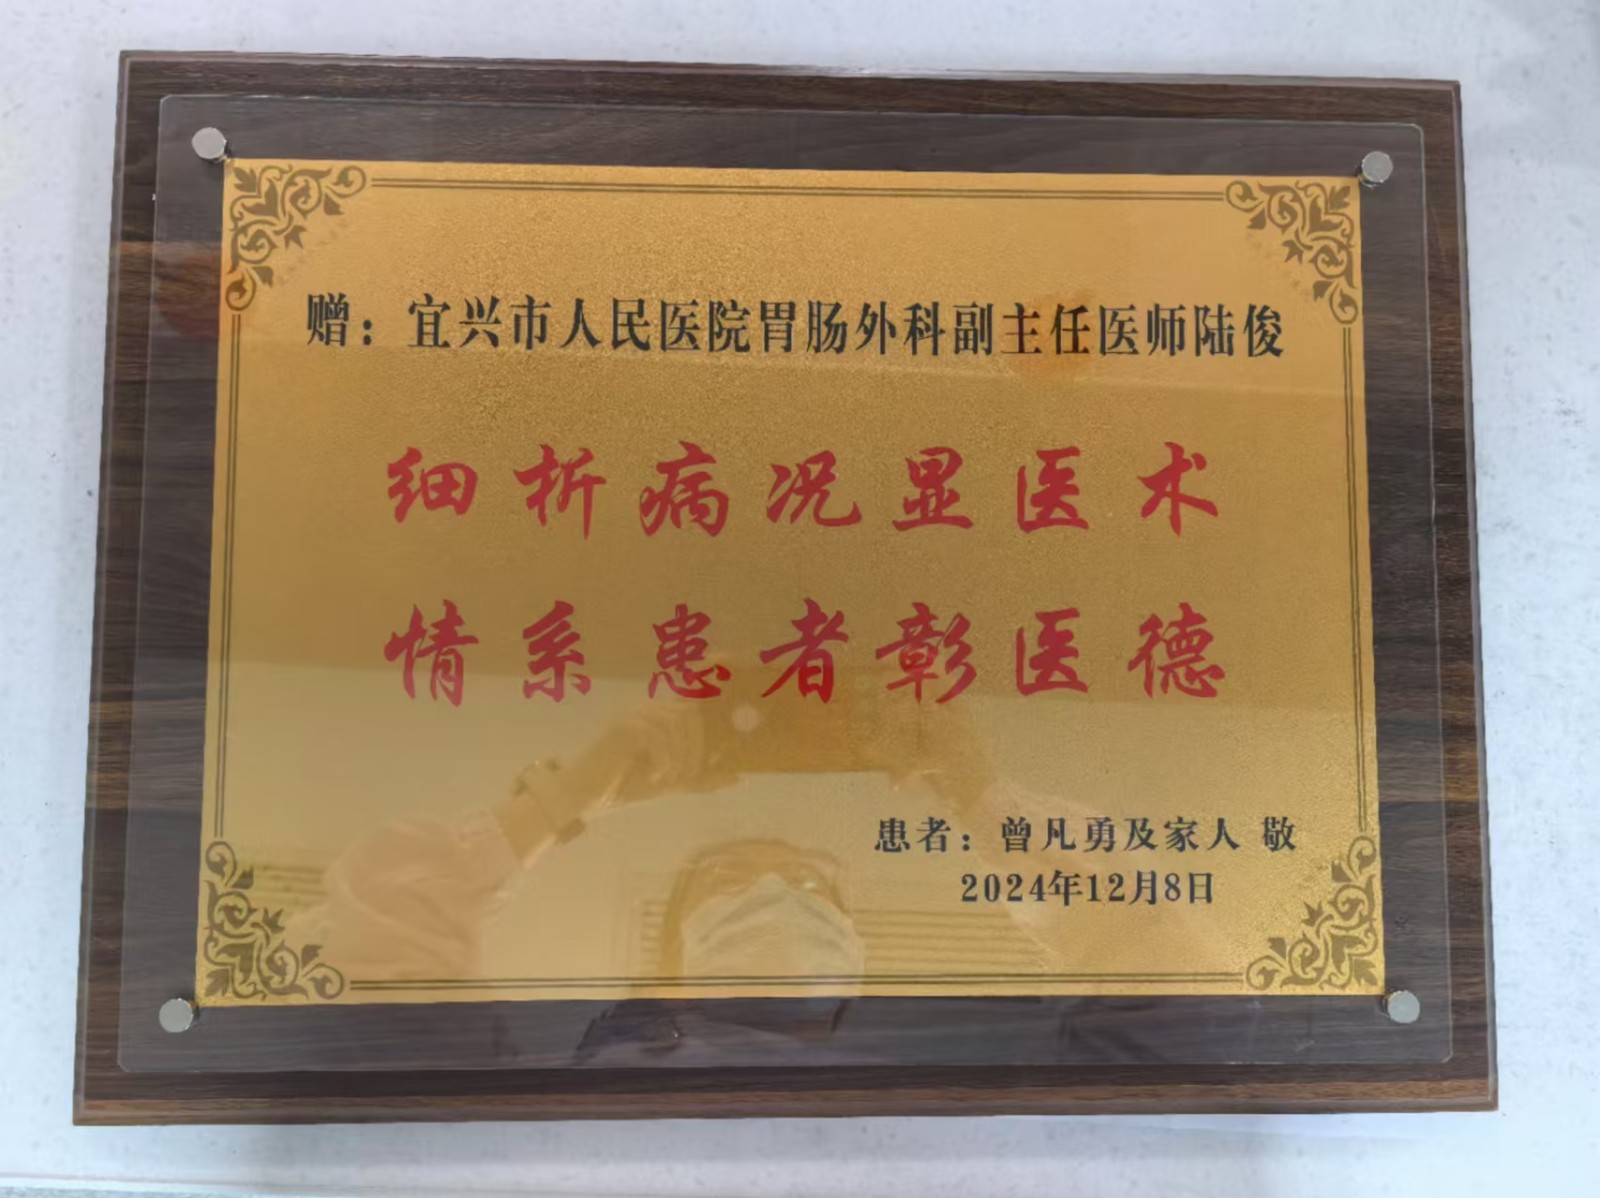 赠：宜兴市人民医院胃肠外科副主任医师陆俊
细析病况显医术
情系患者彰医德
患者：曾凡勇及家人 敬
2024年12月8日